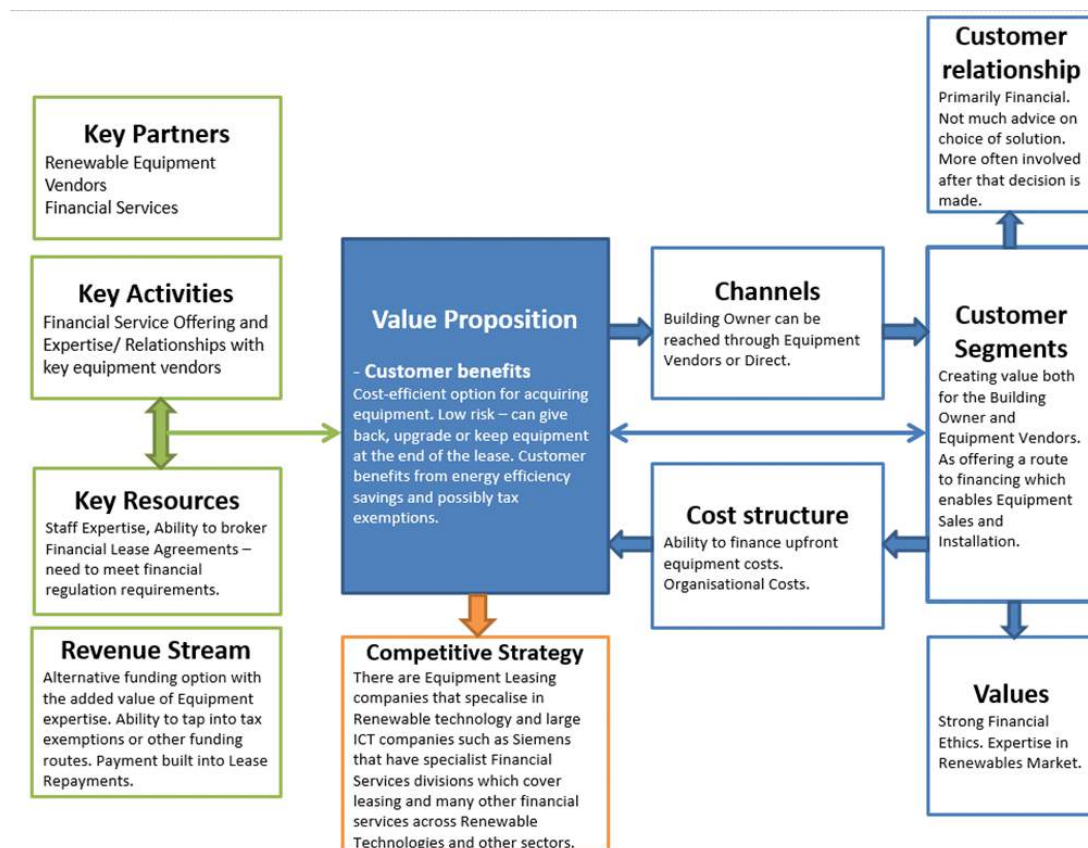 Key Partners
Renewable Equipment
Vendors
Financial Services
Key Activities
Financial Service Offering and
Expertise/ Relationships with
key equipment vendors
Key Resources
Staff Expertise, Ability to broker
Financial Lease Agreements –
need to meet financial
regulation requirements.
Revenue Stream
Alternative funding option with
the added value of Equipment
expertise. Ability to tap into tax
exemptions or other funding
routes. Payment built into Lease
Repayments.
Value Proposition
- Customer benefits
Cost-efficient option for acquiring
equipment. Low risk – can give
back, upgrade or keep equipment
at the end of the lease. Customer
benefits from energy efficiency
savings and possibly tax
exemptions.
Competitive Strategy
There are Equipment Leasing
companies that specalise in
Renewable technology and large
ICT companies such as Siemens
that have specialist Financial
Services divisions which cover
leasing and many other financial
services across Renewable
Technologies and other sectors.
Channels
Building Owner can be
reached through Equipment
Vendors or Direct.
Cost structure
Ability to finance upfront
equipment costs.
Organisational Costs.
Customer
relationship
Primarily Financial.
Not much advice on
choice of solution.
More often involved
after that decision is
made.
Customer
Segments
Creating value both
for the Building
Owner and
Equipment Vendors.
As offering a route
to financing which
enables Equipment
Sales and
Installation.
Values
Strong Financial
Ethics. Expertise in
Renewables Market.